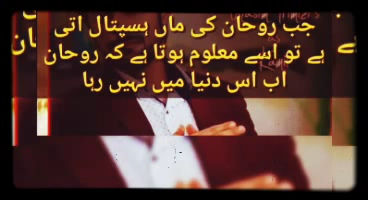 جب روحان کی ماں ہسپتال اتی
ہے تو اسے معلوم ہوتا ہے کہ روحان
اب اس دنیا میں نہیں رہا